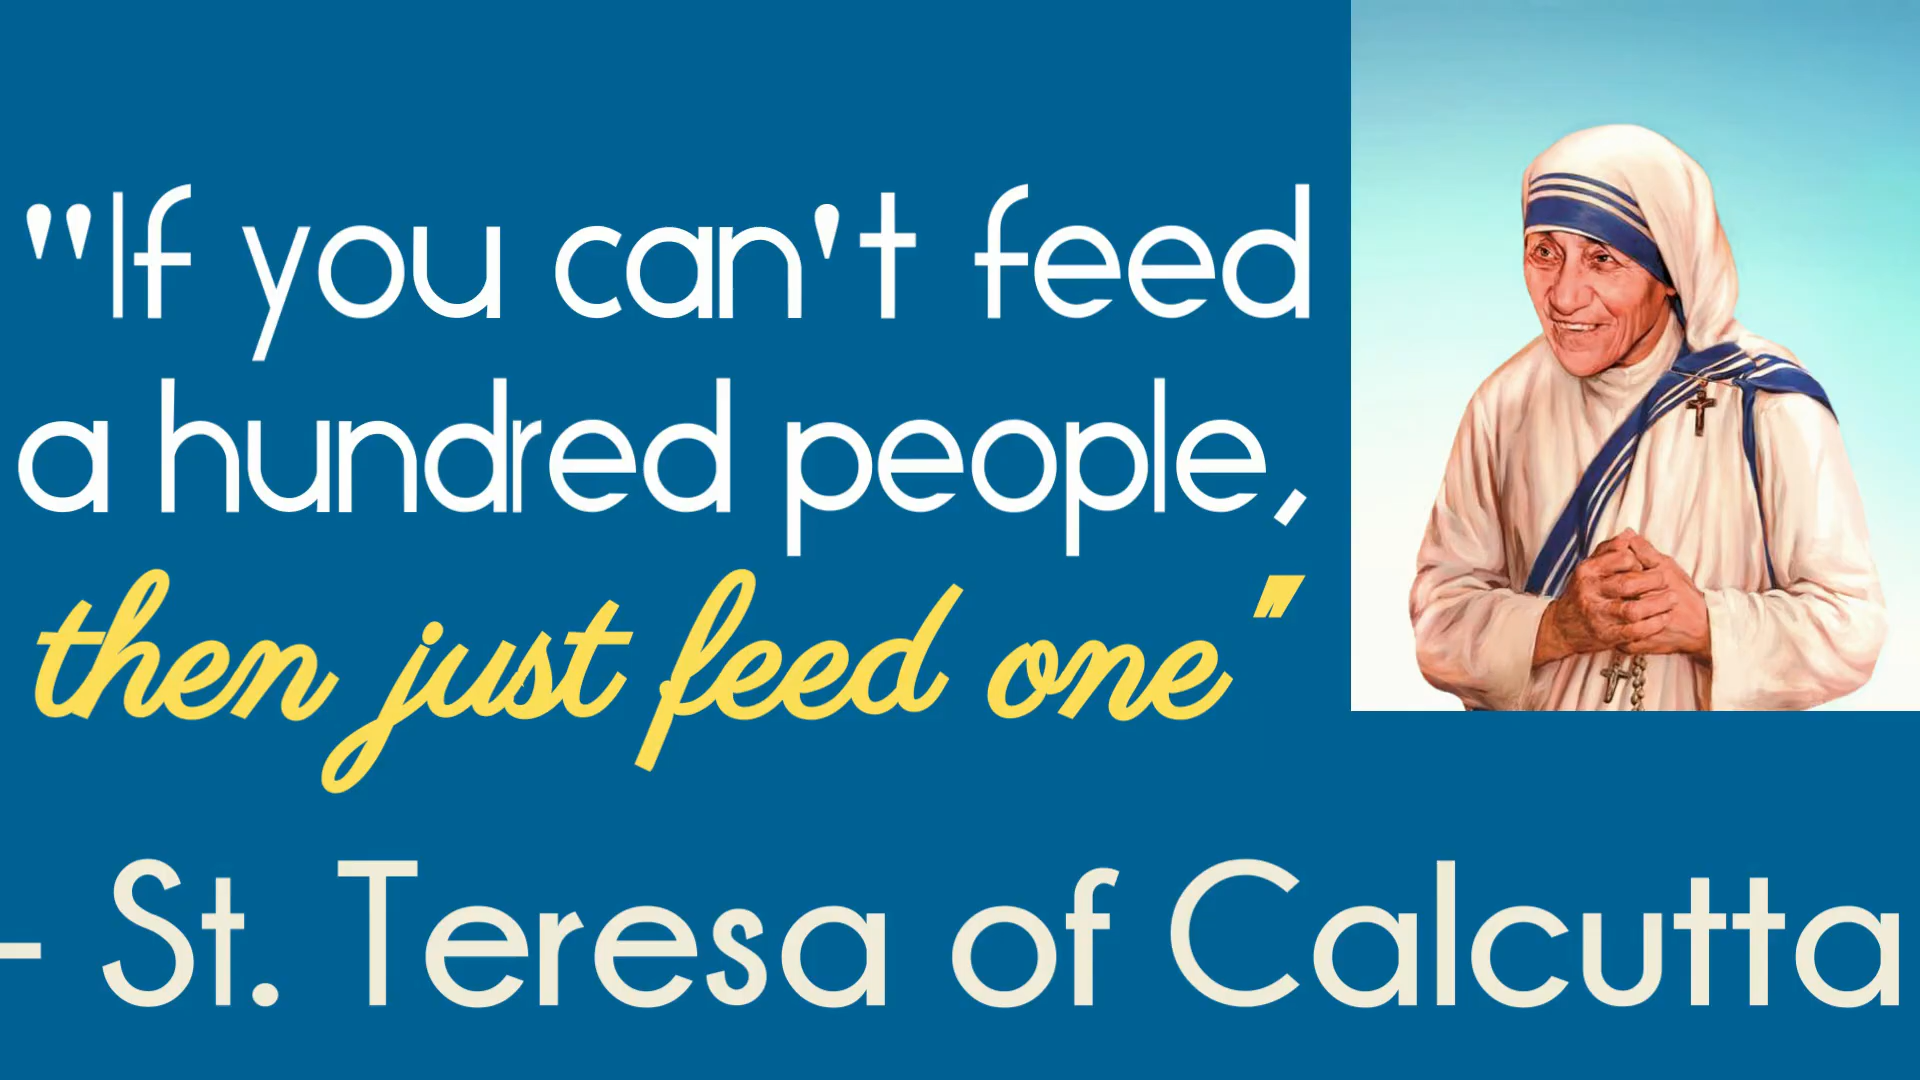 "If you can't feed
a hundred people,
then just feed one"
- St. Teresa of Calcutta